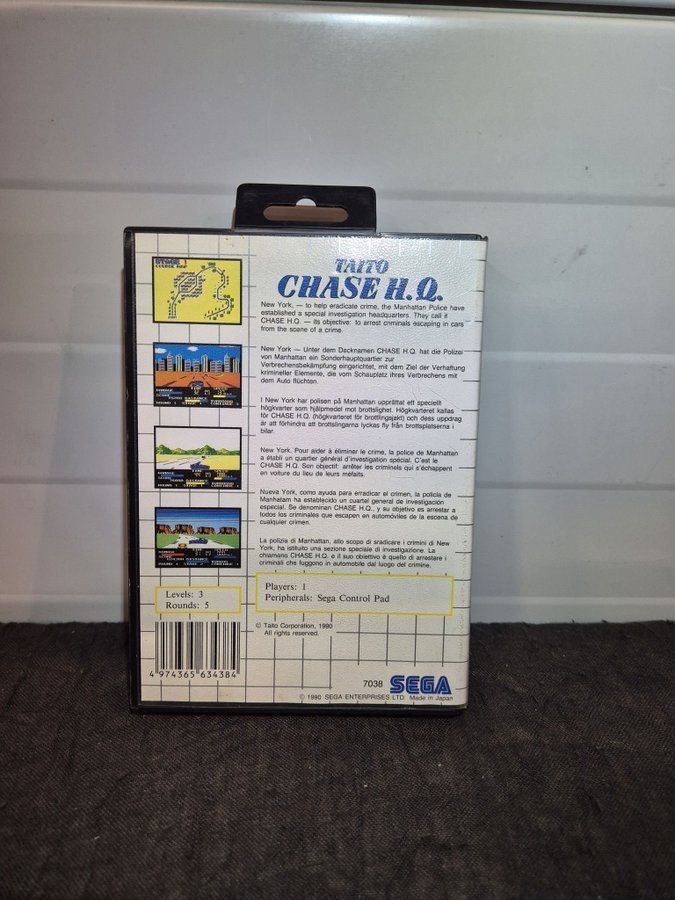 TAITO
CHASE H.Q.
New York, — to help eradicate crime, the Manhattan Police have
established a special investigation headquarters. They call it
CHASE H.Q. — its objective: to arrest criminals escaping in cars
from the scene of a crime.
New York — Unter dem Decknamen CHASE H.Q. hat die Polizei
von Manhattan ein Sonderhauptquartier zur
Verbrechensbekämpfung eingerichtet, mit dem Ziel der Verhaftung
krimineller Elemente, die vom Schauplatz ihres Verbrechens mit
dem Auto flüchten.
I New York har polisen på Manhattan upprättat ett speciellt
högkvarter som hjälpmedel mot brottslighet. Högkvarteret kallas
för CHASE H.Q. (högkvarteret för brottlingsjakt) och dess uppdrag
är att förhindra att brottslingarna lyckas fly från brottsplatserna i
bilar.
New York. Pour aider à éliminer le crime, la police de Manhattan
a établi un quartier général d'investigation spécial. C'est le
CHASE H.Q. Son objectif: arrêter les criminels qui s'échappent
en voiture du lieu de leurs méfaits.
Nueva York, como ayuda para erradicar el crimen, la policía de
Manhatam ha establecido un cuartel general de investigación
especial. Se denominan CHASE H.Q., y su objetivo es arrestar a
todos los criminales que escapen en automóviles de la escena de
cualquier crimen.
La polizia di Manhattan, allo scopo di sradicare i crimini di New
York, ha istituito una sezione speciale di investigazione. La
chiamano CHASE H.Q. e il suo obiettivo è quello di arrestare i
criminali che fuggono in automobile dal luogo del crimine.
Levels: 3
Rounds: 5
Players: 1
Peripherals: Sega Control Pad
© Taito Corporation, 1990
All rights reserved.
4 974365 634384
7038 SEGA
© 1990 SEGA ENTERPRISES LTD. Made in Japan